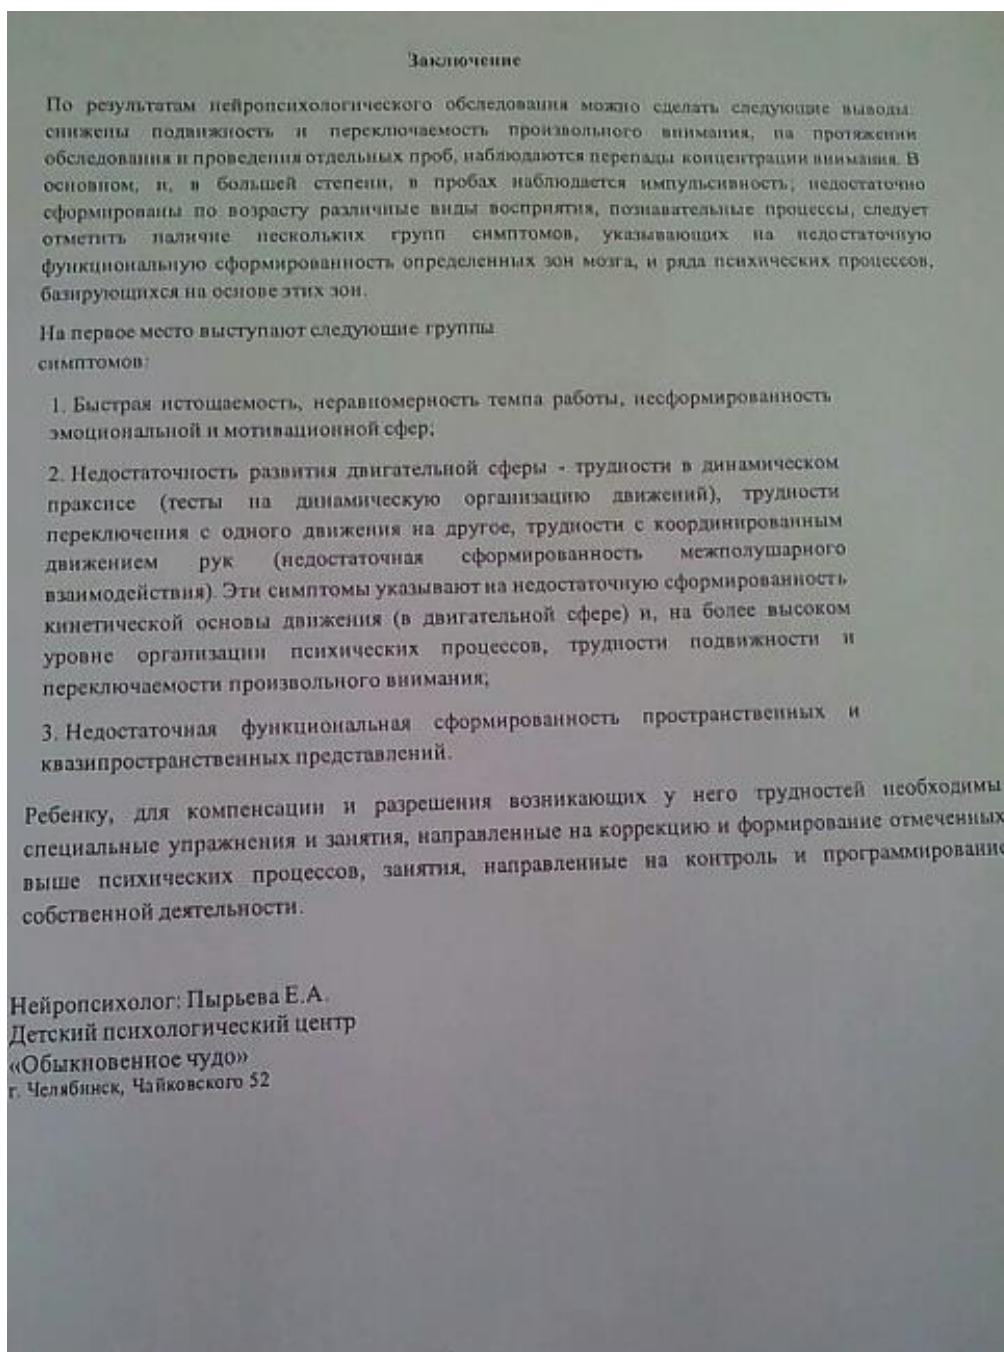 Заключение
По результатам нейропсихологического обследования можно сделать следующие выводы:
снижены подвижность и переключаемость произвольного внимания, на протяжении
обследования и проведения отдельных проб, наблюдаются перепады концентрации внимания. В
основном, и, в большей степени, в пробах наблюдается импульсивность; недостаточно
сформированы по возрасту различные виды восприятия, познавательные процессы, следует
отметить наличие нескольких групп симптомов, указывающих на недостаточную
функциональную сформированность определенных зон мозга, и ряда психических процессов,
базирующихся на основе этих зон.
На первое место выступают следующие группы
симптомов:
1. Быстрая истощаемость, неравномерность темпа работы, несформированность
эмоциональной и мотивационной сфер;
2. Недостаточность развития двигательной сферы - трудности в динамическом
праксисе (тесты на динамическую организацию движений), трудности
переключения с одного движения на другое, трудности с координированным
движением рук (недостаточная сформированность межполушарного
взаимодействия). Эти симптомы указывают на недостаточную сформированность
кинетической основы движения (в двигательной сфере) и, на более высоком
уровне организации психических процессов, трудности подвижности и
переключаемости произвольного внимания;
3. Недостаточная функциональная сформированность пространственных и
квазипространственных представлений.
Ребенку, для компенсации и разрешения возникающих у него трудностей необходимы
специальные упражнения и занятия, направленные на коррекцию и формирование отмеченных
выше психических процессов, занятия, направленные на контроль и программирование
собственной деятельности.
Нейропсихолог: Пырьева Е.А.
Детский психологический центр
«Обыкновенное чудо»
г. Челябинск, Чайковского 52